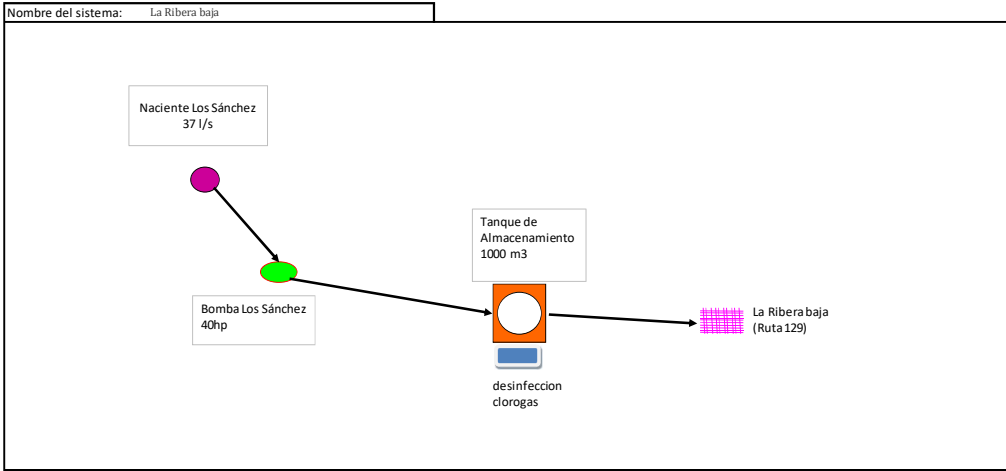 Nombre del sistema: La Ribera baja
Naciente Los Sánchez
37 l/s
Tanque de
Almacenamiento
1000 m3
Bomba Los Sánchez
40hp
La Ribera baja
(Ruta 129)
desinfeccion
clorogas